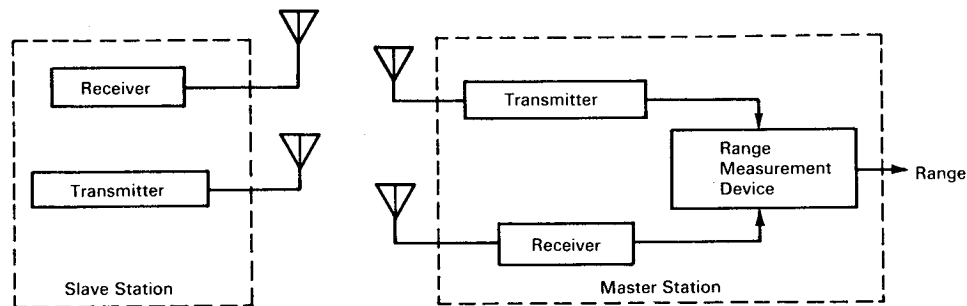 Receiver
Transmitter
Slave Station
Transmitter
Range
Measurement
Device
Range
Receiver
Master Station